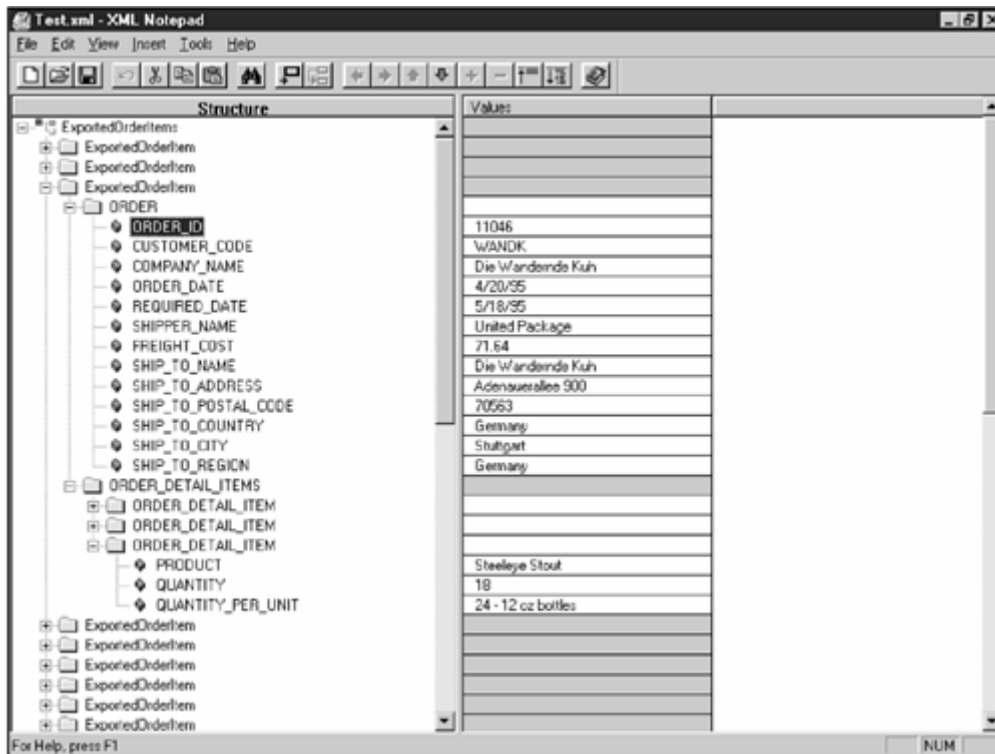 Test.xml - XML Notepad
File Edit View Insert Tools Help
Structure Values
ExportedOrderItems
ExportedOrderItem
ExportedOrderItem
ExportedOrderItem
ORDER
ORDER_ID 11046
CUSTOMER_CODE WANDK
COMPANY_NAME Die Wandernde Kuh
ORDER_DATE 4/20/95
REQUIRED_DATE 5/18/95
SHIPPER_NAME United Package
FREIGHT_COST 71.64
SHIP_TO_NAME Die Wandernde Kuh
SHIP_TO_ADDRESS Adenauerallee 900
SHIP_TO_POSTAL_CODE 70563
SHIP_TO_COUNTRY Germany
SHIP_TO_CITY Stuttgart
SHIP_TO_REGION Germany
ORDER_DETAIL_ITEMS
ORDER_DETAIL_ITEM
ORDER_DETAIL_ITEM
ORDER_DETAIL_ITEM
PRODUCT Steeleye Stout
QUANTITY 18
QUANTITY_PER_UNIT 24 - 12 oz bottles
ExportedOrderItem
ExportedOrderItem
ExportedOrderItem
ExportedOrderItem
ExportedOrderItem
ExportedOrderItem
For Help, press F1 NUM